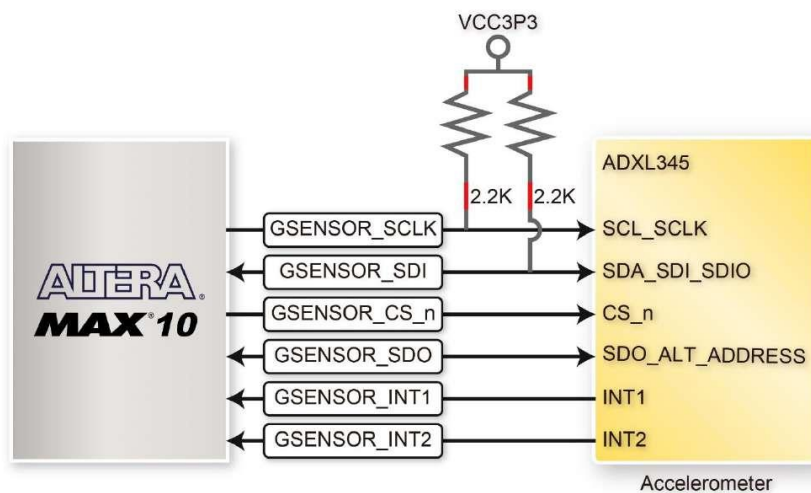 VCC3P3
2.2K 2.2K
ADXL345
GSENSOR_SCLK SCL_SCLK
GSENSOR_SDI SDA_SDI_SDIO
GSENSOR_CS_n CS_n
GSENSOR_SDO SDO_ALT_ADDRESS
GSENSOR_INT1 INT1
GSENSOR_INT2 INT2
ALTERA®
MAX® 10
Accelerometer